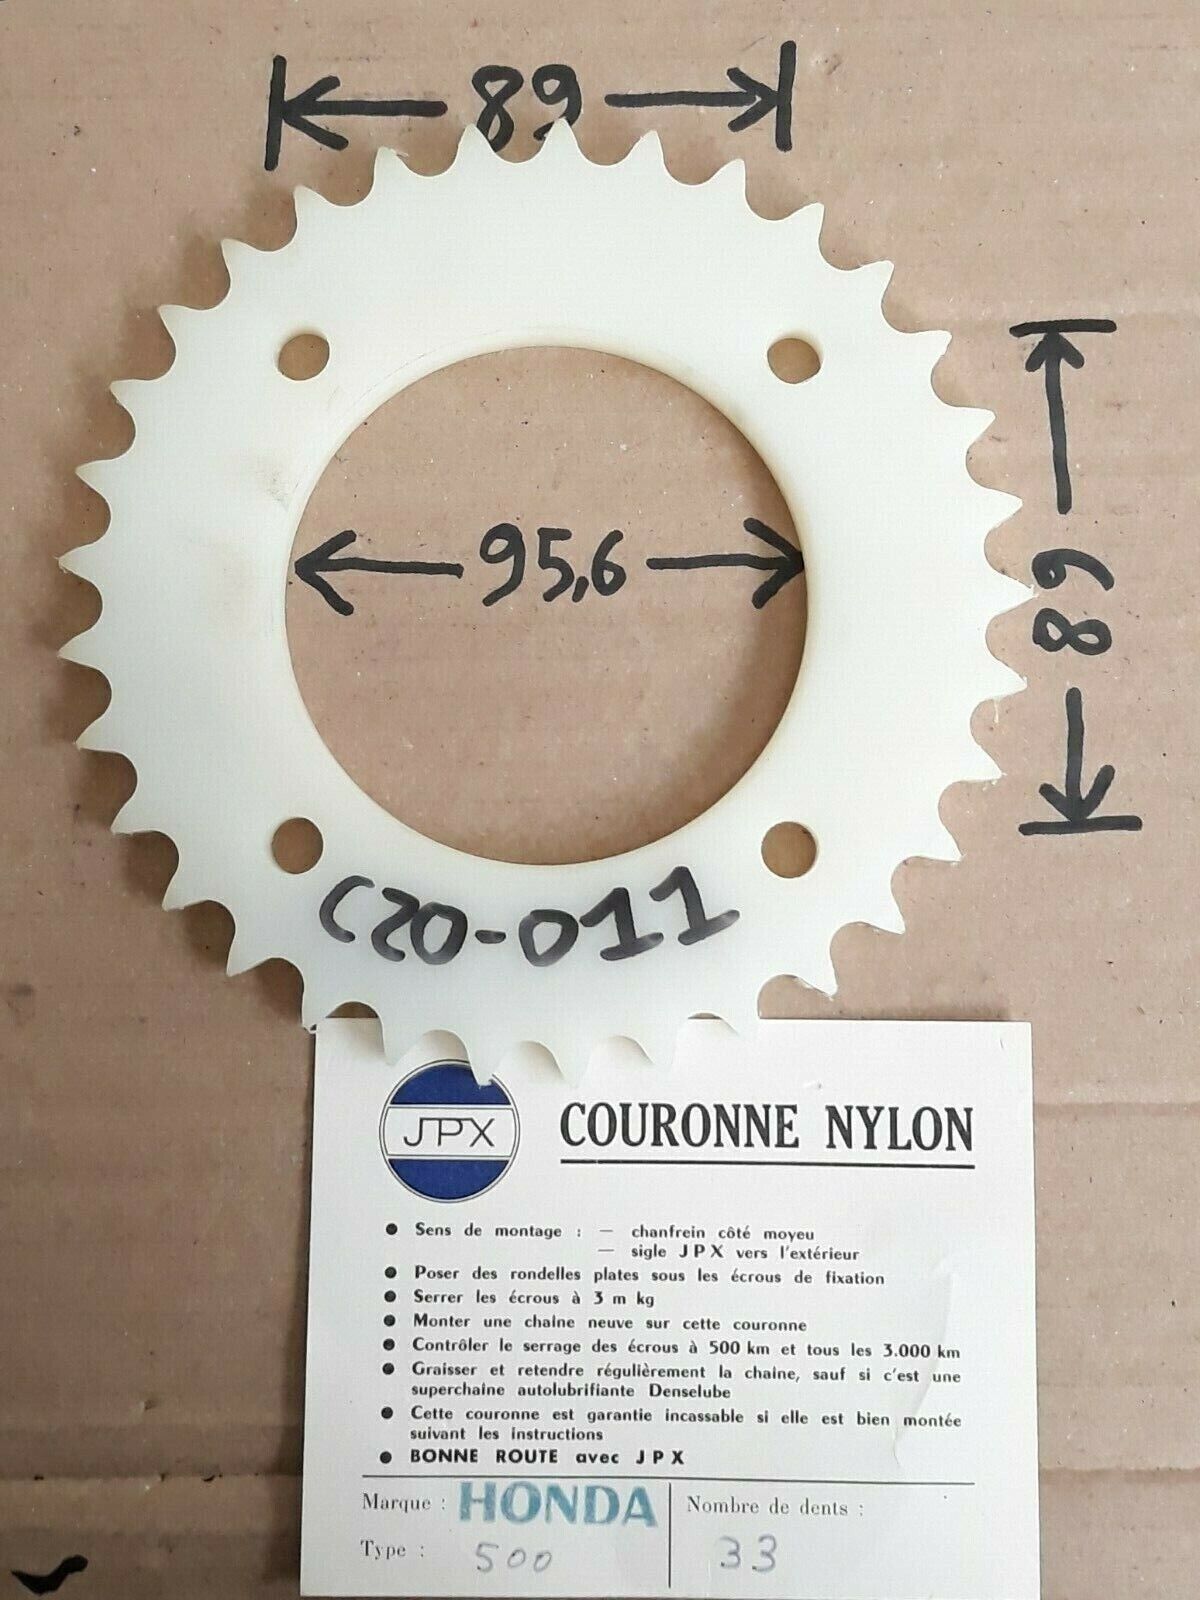 89
95,6
89
C20-011
JPX
COURONNE NYLON
● Sens de montage : — chanfrein côté moyeu
— sigle JPX vers l'extérieur
● Poser des rondelles plates sous les écrous de fixation
● Serrer les écrous à 3 m kg
● Monter une chaine neuve sur cette couronne
● Contrôler le serrage des écrous à 500 km et tous les 3.000 km
● Graisser et retendre régulièrement la chaine, sauf si c'est une
superchaine autolubrifiante Denselube
● Cette couronne est garantie incassable si elle est bien montée
suivant les instructions
● BONNE ROUTE avec JPX
Marque : HONDA
Type : 500
Nombre de dents :
33